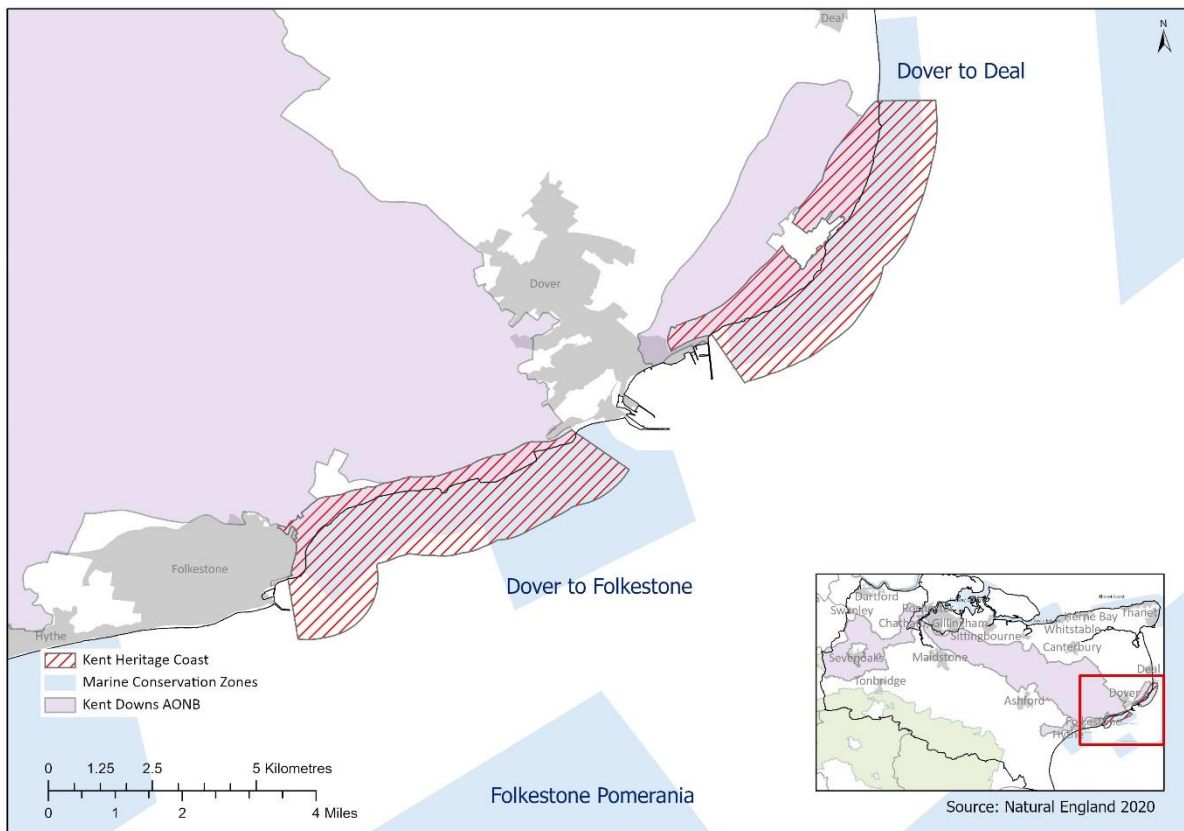 Deal
N
Dover to Deal
Dover
Folkestone
Dover to Folkestone
Hythe
Kent Heritage Coast
Marine Conservation Zones
Kent Downs AONB
0 1.25 2.5 5 Kilometres
0 1 2 4 Miles
Folkestone Pomerania
Dartford
Swanley
Chatham
Gillingham
Sittingbourne
Herne Bay
Thanet
Whitstable
Canterbury
Sevenoaks
Maidstone
Deal
Tonbridge
Ashford
Dover
Folkestone
Hythe
Source: Natural England 2020